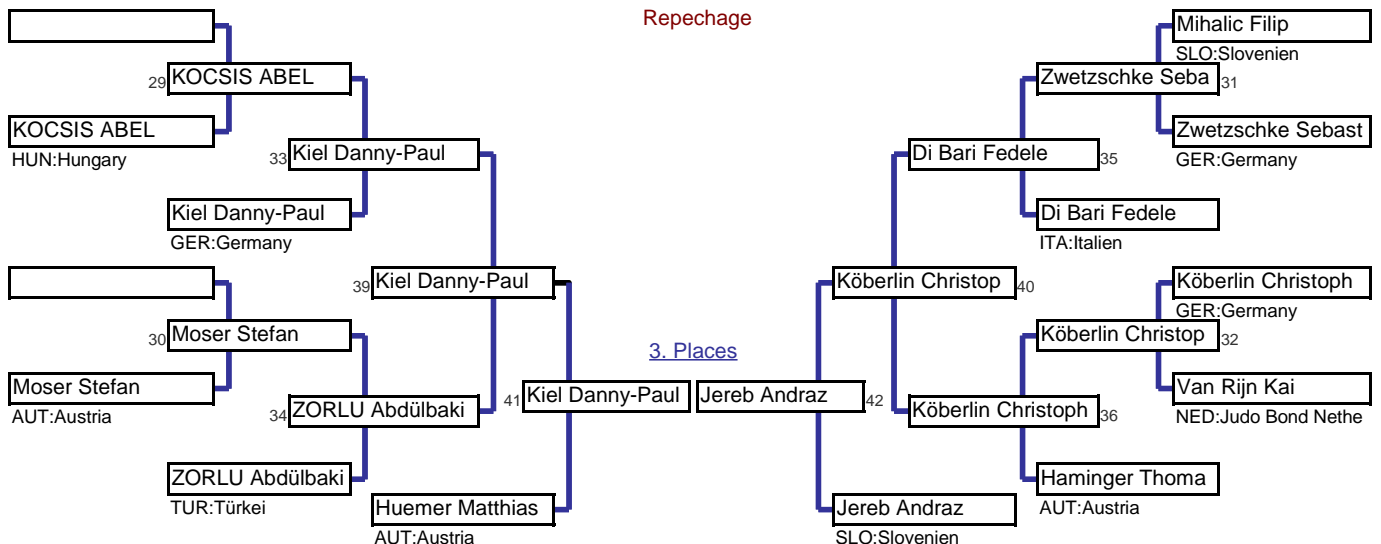 Repechage
Mihalic Filip
SLO:Slovenien
29 KOCSIS ABEL
Zwetzschke Seba 31
KOCSIS ABEL
HUN:Hungary
Zwetzschke Sebast
GER:Germany
33 Kiel Danny-Paul
Di Bari Fedele 35
Kiel Danny-Paul
GER:Germany
Di Bari Fedele
ITA:Italien
39 Kiel Danny-Paul
Köberlin Christop 40
Köberlin Christoph
GER:Germany
30 Moser Stefan
Köberlin Christop 32
3. Places
Moser Stefan
AUT:Austria
41 Kiel Danny-Paul
Jereb Andraz 42
Van Rijn Kai
NED:Judo Bond Nethe
34 ZORLU Abdülbaki
Köberlin Christoph 36
ZORLU Abdülbaki
TUR:Türkei
Haminger Thoma
AUT:Austria
Huemer Matthias
AUT:Austria
Jereb Andraz
SLO:Slovenien